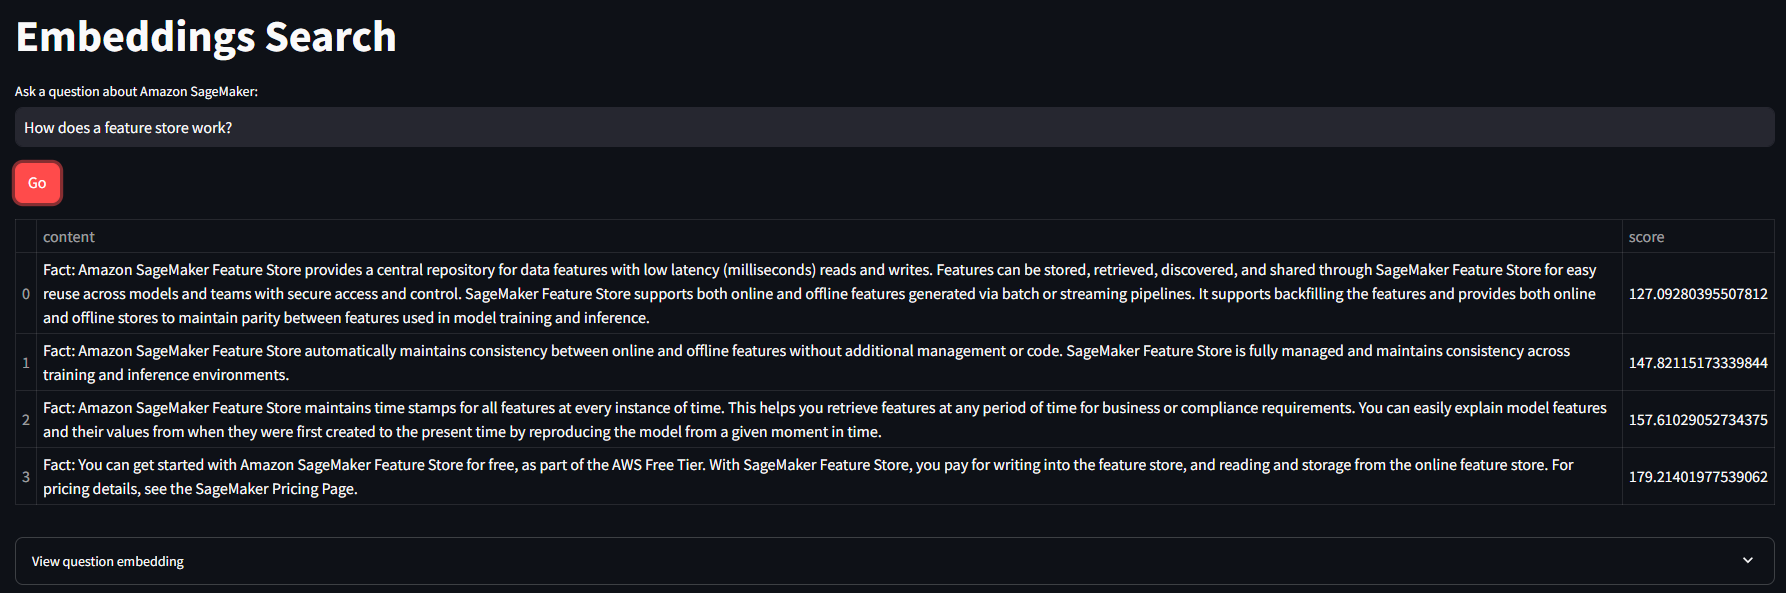 Embeddings Search
Ask a question about Amazon SageMaker:
How does a feature store work?
Go
content score
0 Fact: Amazon SageMaker Feature Store provides a central repository for data features with low latency (milliseconds) reads and writes. Features can be stored, retrieved, discovered, and shared through SageMaker Feature Store for easy
reuse across models and teams with secure access and control. SageMaker Feature Store supports both online and offline features generated via batch or streaming pipelines. It supports backfilling the features and provides both online
and offline stores to maintain parity between features used in model training and inference.
127.09280395507812
1 Fact: Amazon SageMaker Feature Store automatically maintains consistency between online and offline features without additional management or code. SageMaker Feature Store is fully managed and maintains consistency across
training and inference environments.
147.82115173339844
2 Fact: Amazon SageMaker Feature Store maintains time stamps for all features at every instance of time. This helps you retrieve features at any period of time for business or compliance requirements. You can easily explain model features
and their values from when they were first created to the present time by reproducing the model from a given moment in time.
157.61029052734375
3 Fact: You can get started with Amazon SageMaker Feature Store for free, as part of the AWS Free Tier. With SageMaker Feature Store, you pay for writing into the feature store, and reading and storage from the online feature store. For
pricing details, see the SageMaker Pricing Page.
179.21401977539062
View question embedding